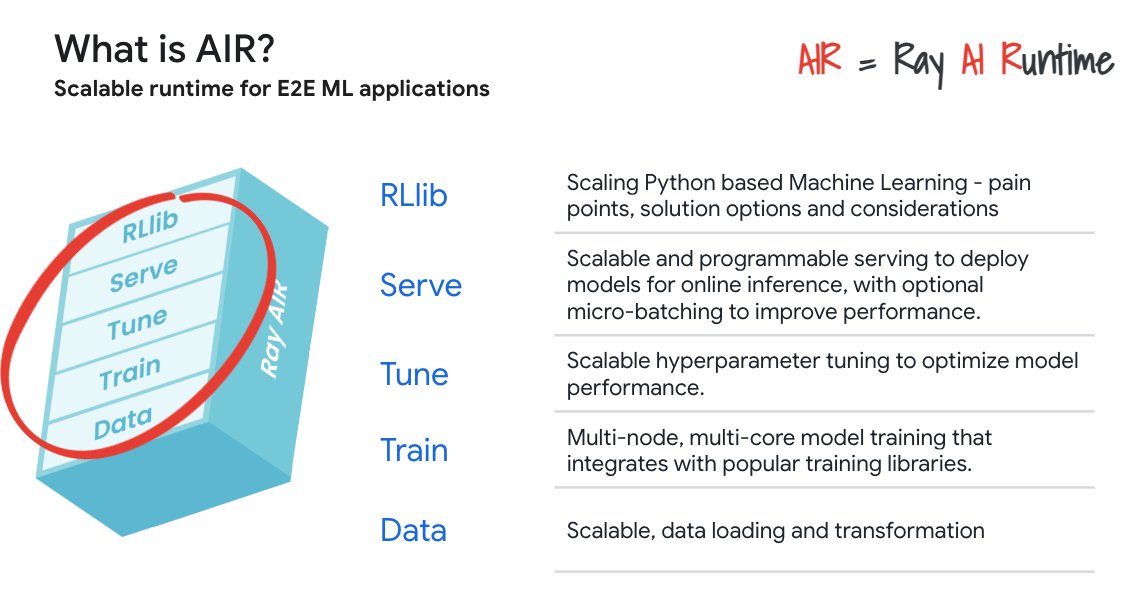 What is AIR?
Scalable runtime for E2E ML applications
AIR = Ray AI Runtime
RLlib
Serve
Tune
Train
Data
Ray AIR
RLlib
Scaling Python based Machine Learning - pain
points, solution options and considerations
Serve
Scalable and programmable serving to deploy
models for online inference, with optional
micro-batching to improve performance.
Tune
Scalable hyperparameter tuning to optimize model
performance.
Train
Multi-node, multi-core model training that
integrates with popular training libraries.
Data
Scalable, data loading and transformation